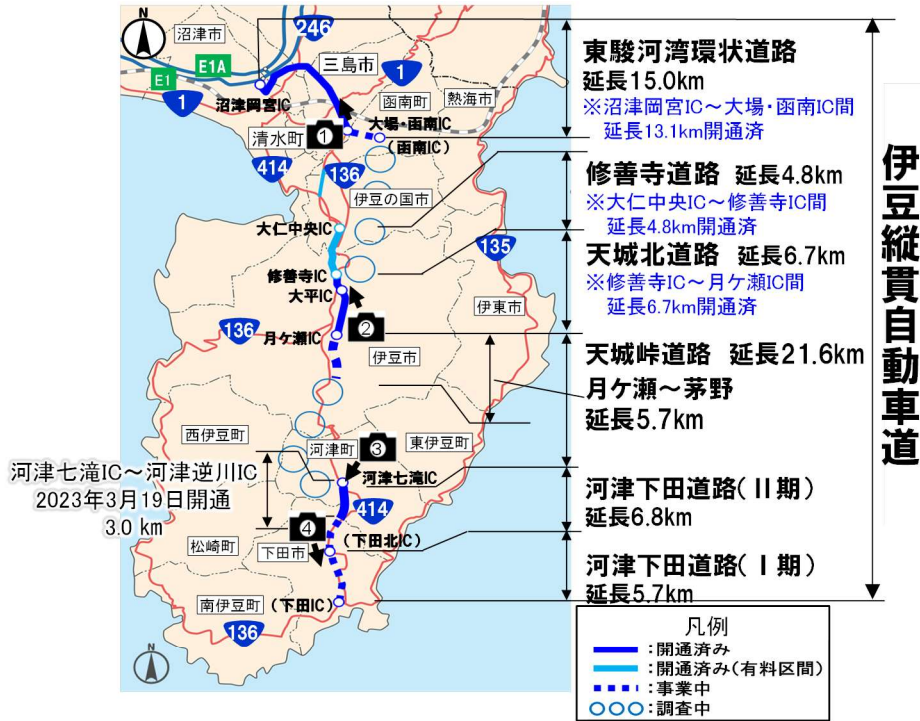 N
沼津市
246
E1
E1A
1
三島市
1
函南町
熱海市
沼津岡宮IC
大場・函南IC
(函南IC)
清水町
①
414
136
伊豆の国市
大仁中央IC
135
修善寺IC
大平IC
伊東市
②
136
月ケ瀬IC
伊豆市
西伊豆町
東伊豆町
河津町
③
河津七滝IC
河津七滝IC～河津逆川IC
2023年3月19日開通
3.0 km
414
④
(下田北IC)
松崎町
下田市
南伊豆町
(下田IC)
136
N
東駿河湾環状道路
延長15.0km
※沼津岡宮IC～大場・函南IC間
延長13.1km開通済
修善寺道路 延長4.8km
※大仁中央IC～修善寺IC間
延長4.8km開通済
天城北道路 延長6.7km
※修善寺IC～月ケ瀬IC間
延長6.7km開通済
天城峠道路 延長21.6km
月ケ瀬～茅野
延長5.7km
河津下田道路(Ⅱ期)
延長6.8km
河津下田道路(Ⅰ期)
延長5.7km
伊豆縦貫自動車道
凡例
:開通済み
:開通済み(有料区間)
:事業中
:調査中